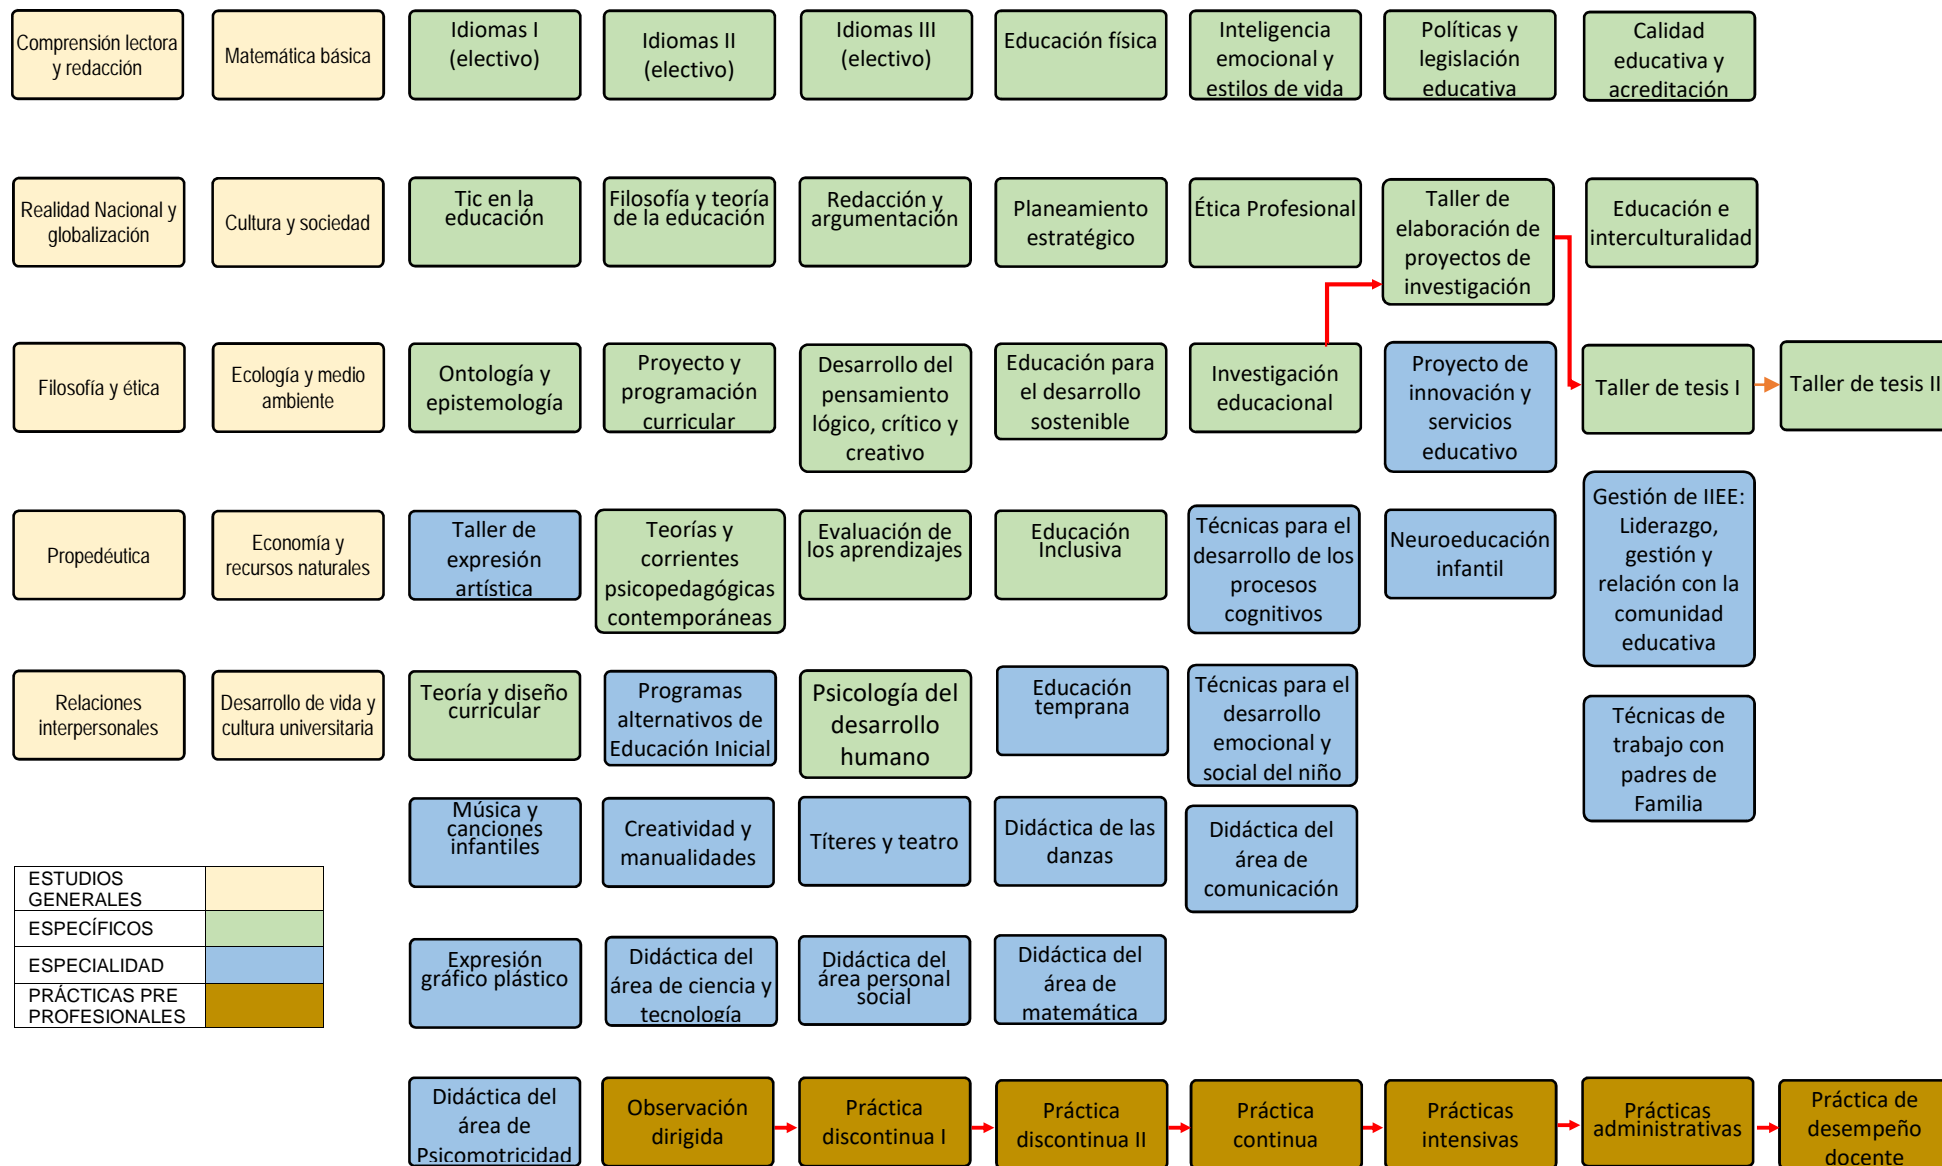 Comprensión lectora
y redacción
Matemática básica
Idiomas I
(electivo)
Idiomas II
(electivo)
Idiomas III
(electivo)
Educación física
Inteligencia
emocional y
estilos de vida
Políticas y
legislación
educativa
Calidad
educativa y
acreditación
Realidad Nacional y
globalización
Cultura y sociedad
Tic en la
educación
Filosofía y teoría
de la educación
Redacción y
argumentación
Planeamiento
estratégico
Ética Profesional
Taller de
elaboración de
proyectos de
investigación
Educación e
interculturalidad
Filosofía y ética
Ecología y medio
ambiente
Ontología y
epistemología
Proyecto y
programación
curricular
Desarrollo del
pensamiento
lógico, crítico y
creativo
Educación para
el desarrollo
sostenible
Investigación
educacional
Proyecto de
innovación y
servicios
educativo
Taller de tesis I
Taller de tesis II
Propedéutica
Economía y
recursos naturales
Taller de
expresión
artística
Teorías y
corrientes
psicopedagógicas
contemporáneas
Evaluación de
los aprendizajes
Educación
Inclusiva
Técnicas para el
desarrollo de los
procesos
cognitivos
Neuroeducación
infantil
Gestión de IIEE:
Liderazgo,
gestión y
relación con la
comunidad
educativa
Relaciones
interpersonales
Desarrollo de vida y
cultura universitaria
Teoría y diseño
curricular
Programas
alternativos de
Educación Inicial
Psicología del
desarrollo
humano
Educación
temprana
Técnicas para el
desarrollo
emocional y
social del niño
Técnicas de
trabajo con
padres de
Familia
Música y
canciones
infantiles
Creatividad y
manualidades
Títeres y teatro
Didáctica de las
danzas
Didáctica del
área de
comunicación
ESTUDIOS
GENERALES
ESPECÍFICOS
ESPECIALIDAD
PRÁCTICAS PRE
PROFESIONALES
Expresión
gráfico plástico
Didáctica del
área de ciencia y
tecnología
Didáctica del
área personal
social
Didáctica del
área de
matemática
Didáctica del
área de
Psicomotricidad
Observación
dirigida
Práctica
discontinua I
Práctica
discontinua II
Práctica
continua
Prácticas
intensivas
Prácticas
administrativas
Práctica de
desempeño
docente